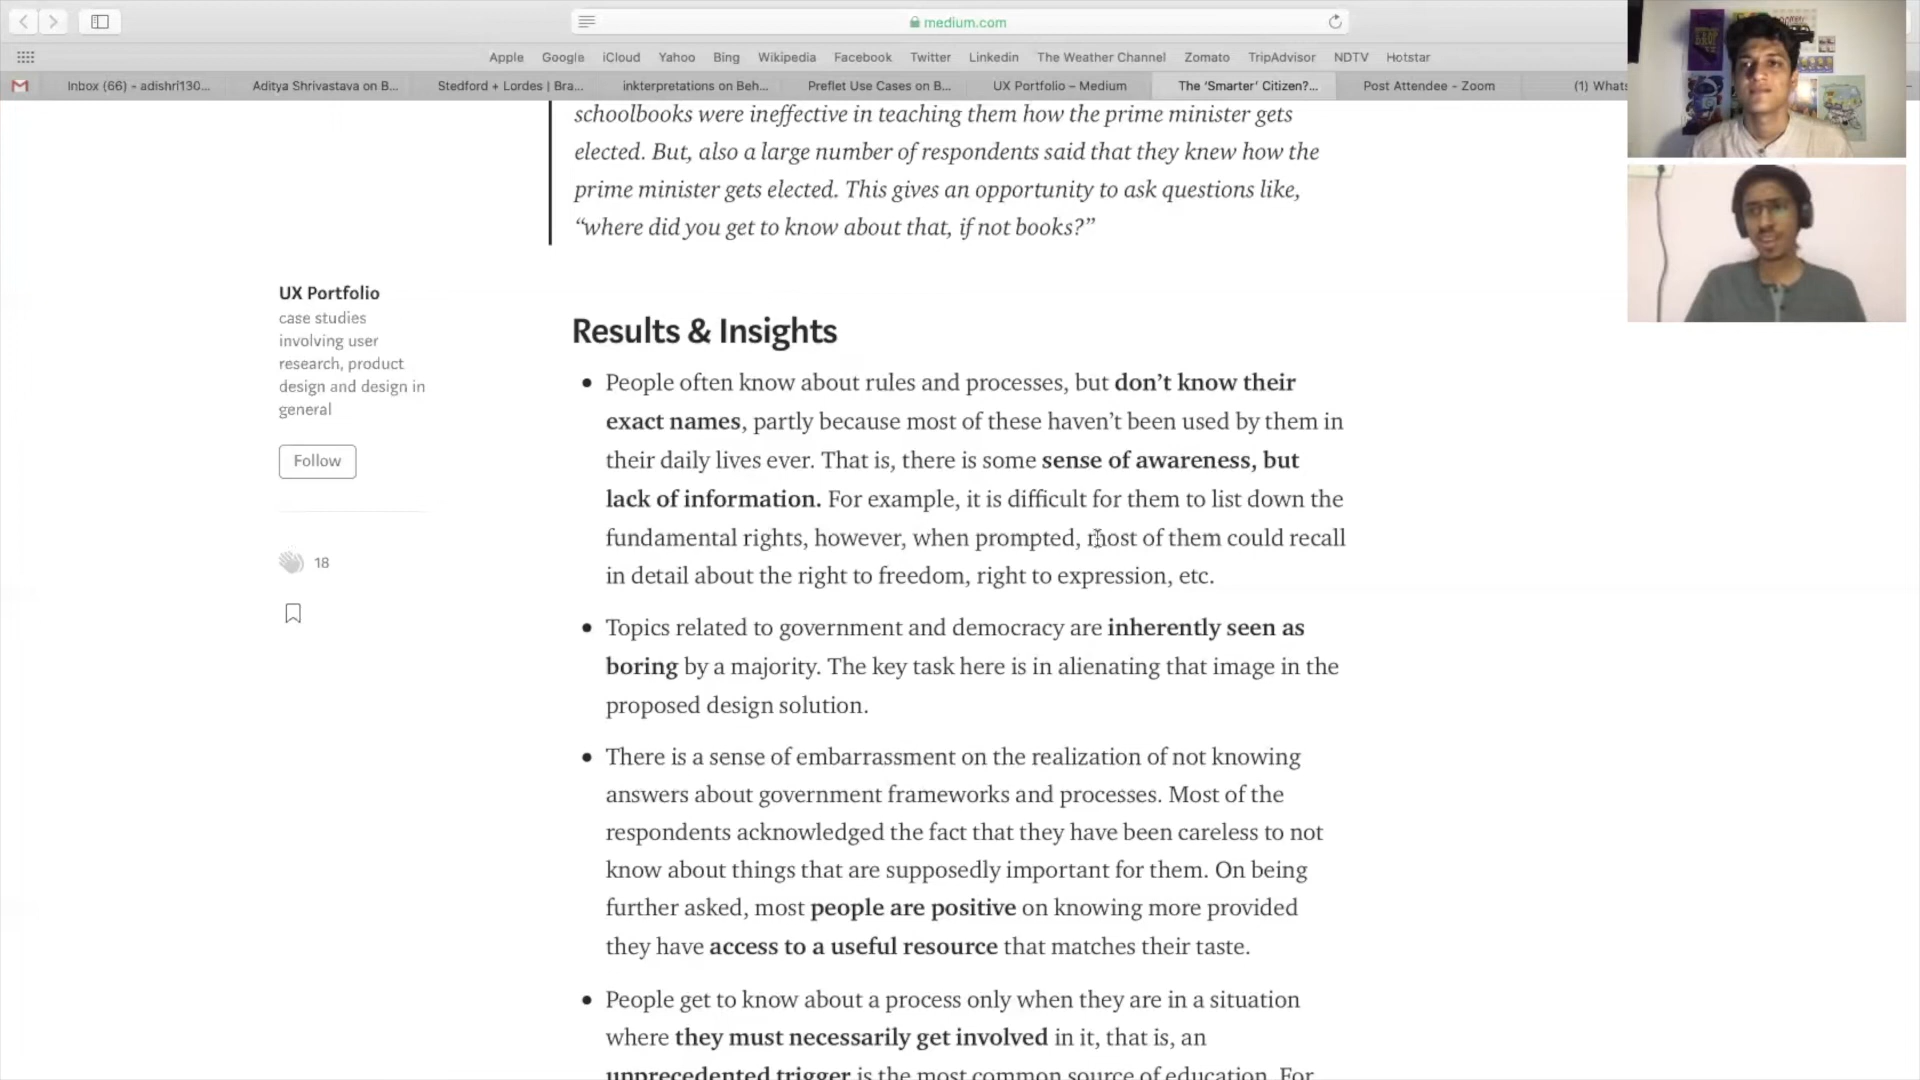 medium.com
Apple Google iCloud Yahoo Bing Wikipedia Facebook Twitter Linkedin The Weather Channel Zomato TripAdvisor NDTV Hotstar
Inbox (66) - adishri130... Aditya Shrivastava on B... Stedford + Lordes | Bra... inkterpretations on Beh... Preflet Use Cases on B... UX Portfolio – Medium The ‘Smarter’ Citizen?... Post Attendee - Zoom (1) Whats
schoolbooks were ineffective in teaching them how the prime minister gets
elected. But, also a large number of respondents said that they knew how the
prime minister gets elected. This gives an opportunity to ask questions like,
“where did you get to know about that, if not books?”
UX Portfolio
case studies
involving user
research, product
design and design in
general
Follow
18
Results & Insights
• People often know about rules and processes, but don’t know their
exact names, partly because most of these haven’t been used by them in
their daily lives ever. That is, there is some sense of awareness, but
lack of information. For example, it is difficult for them to list down the
fundamental rights, however, when prompted, most of them could recall
in detail about the right to freedom, right to expression, etc.
• Topics related to government and democracy are inherently seen as
boring by a majority. The key task here is in alienating that image in the
proposed design solution.
• There is a sense of embarrassment on the realization of not knowing
answers about government frameworks and processes. Most of the
respondents acknowledged the fact that they have been careless to not
know about things that are supposedly important for them. On being
further asked, most people are positive on knowing more provided
they have access to a useful resource that matches their taste.
• People get to know about a process only when they are in a situation
where they must necessarily get involved in it, that is, an
unprecedented trigger is the most common source of education. For